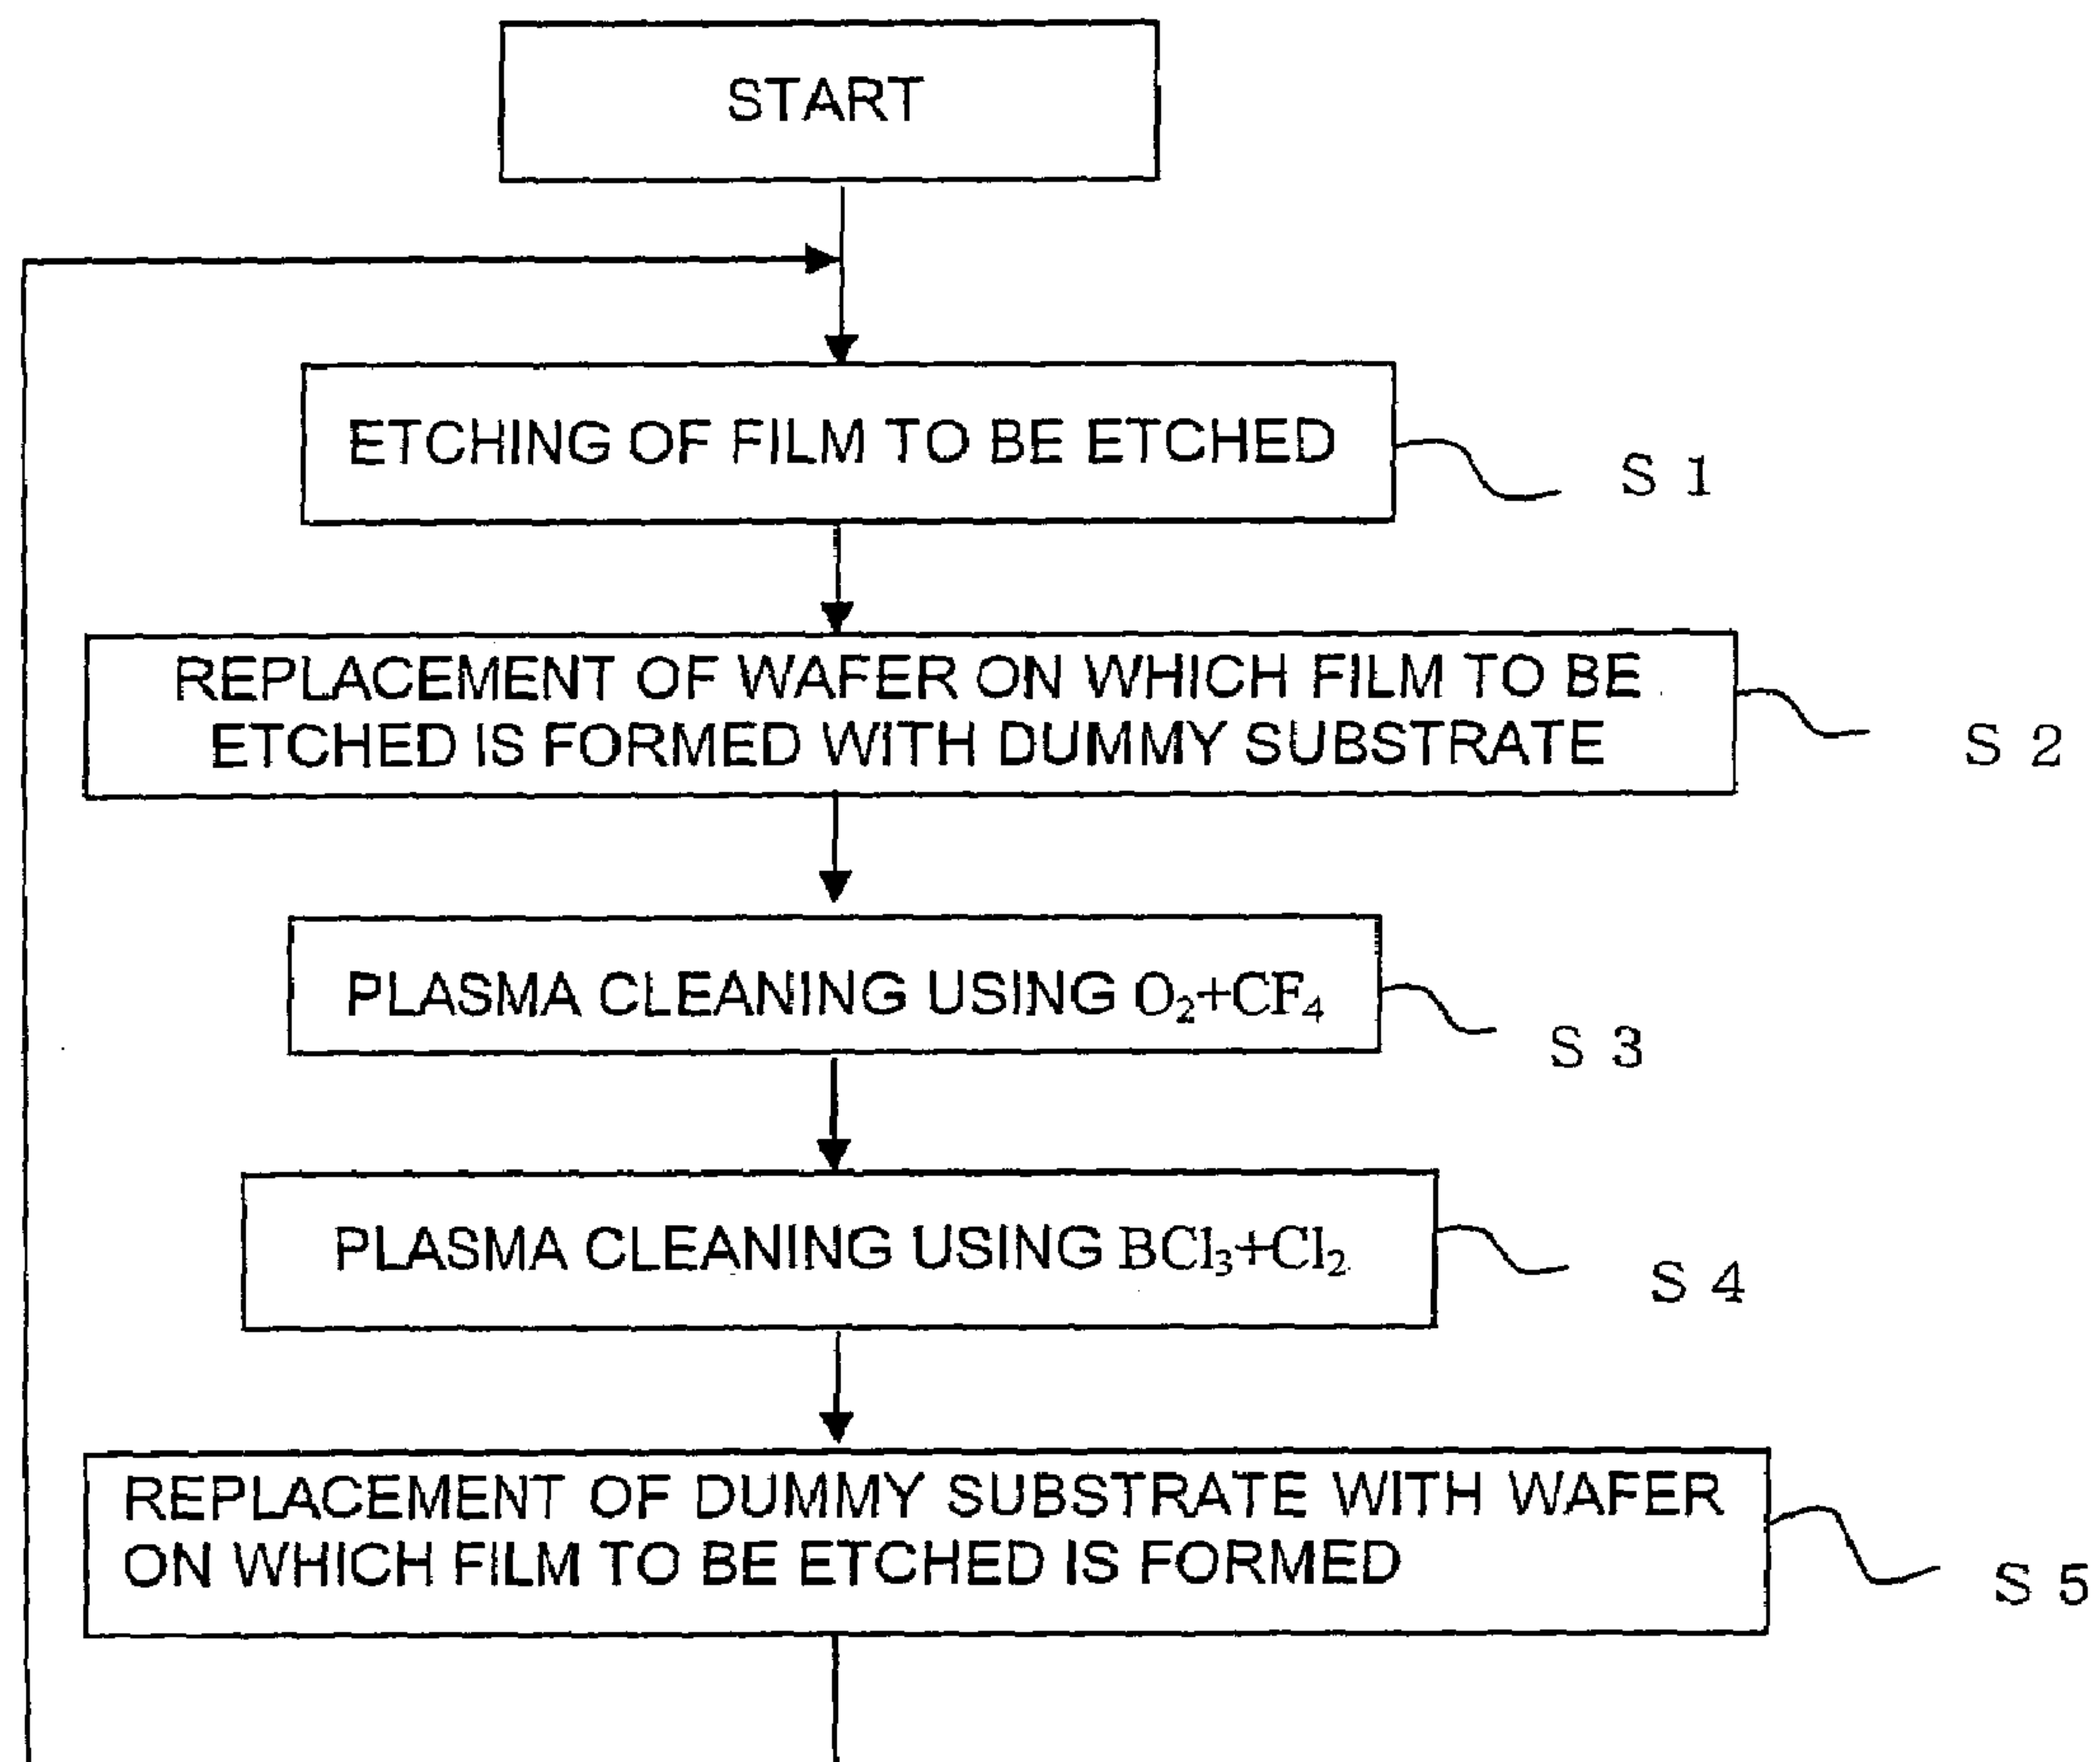 START
ETCHING OF FILM TO BE ETCHED
S 1
REPLACEMENT OF WAFER ON WHICH FILM TO BE
ETCHED IS FORMED WITH DUMMY SUBSTRATE
S 2
PLASMA CLEANING USING O₂+CF₄
S 3
PLASMA CLEANING USING BCl₃+Cl₂
S 4
REPLACEMENT OF DUMMY SUBSTRATE WITH WAFER
ON WHICH FILM TO BE ETCHED IS FORMED
S 5